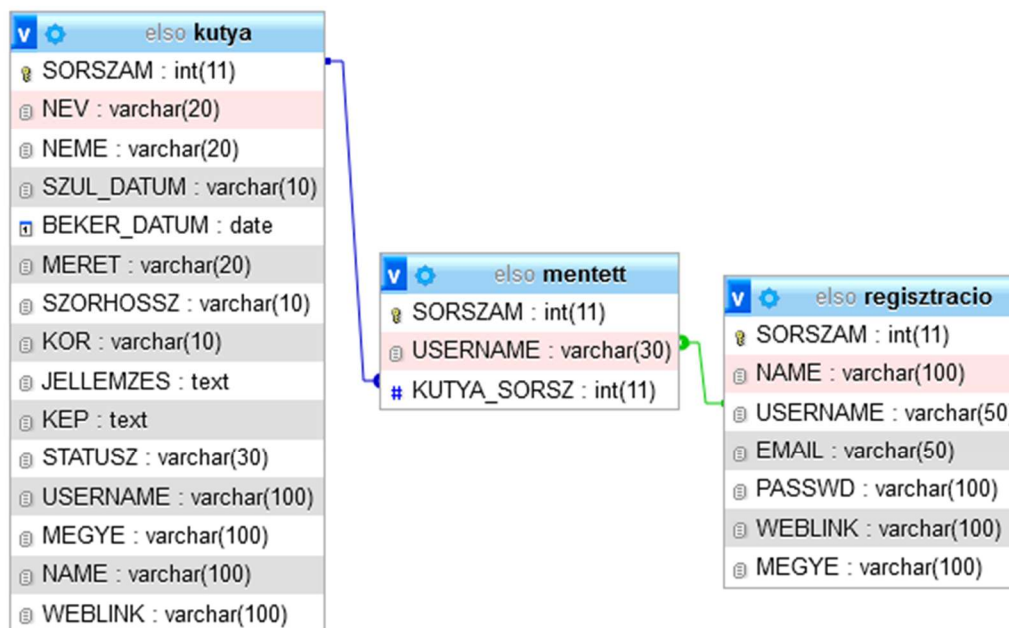 v elso kutya
SORSZAM : int(11)
NEV : varchar(20)
NEME : varchar(20)
SZUL_DATUM : varchar(10)
BEKER_DATUM : date
MERET : varchar(20)
SZORHOSSZ : varchar(10)
KOR : varchar(10)
JELLEMZES : text
KEP : text
STATUSZ : varchar(30)
USERNAME : varchar(100)
MEGYE : varchar(100)
NAME : varchar(100)
WEBLINK : varchar(100)
v elso mentett
SORSZAM : int(11)
USERNAME : varchar(30)
# KUTYA_SORSZ : int(11)
v elso regisztracio
SORSZAM : int(11)
NAME : varchar(100)
USERNAME : varchar(50)
EMAIL : varchar(50)
PASSWD : varchar(100)
WEBLINK : varchar(100)
MEGYE : varchar(100)